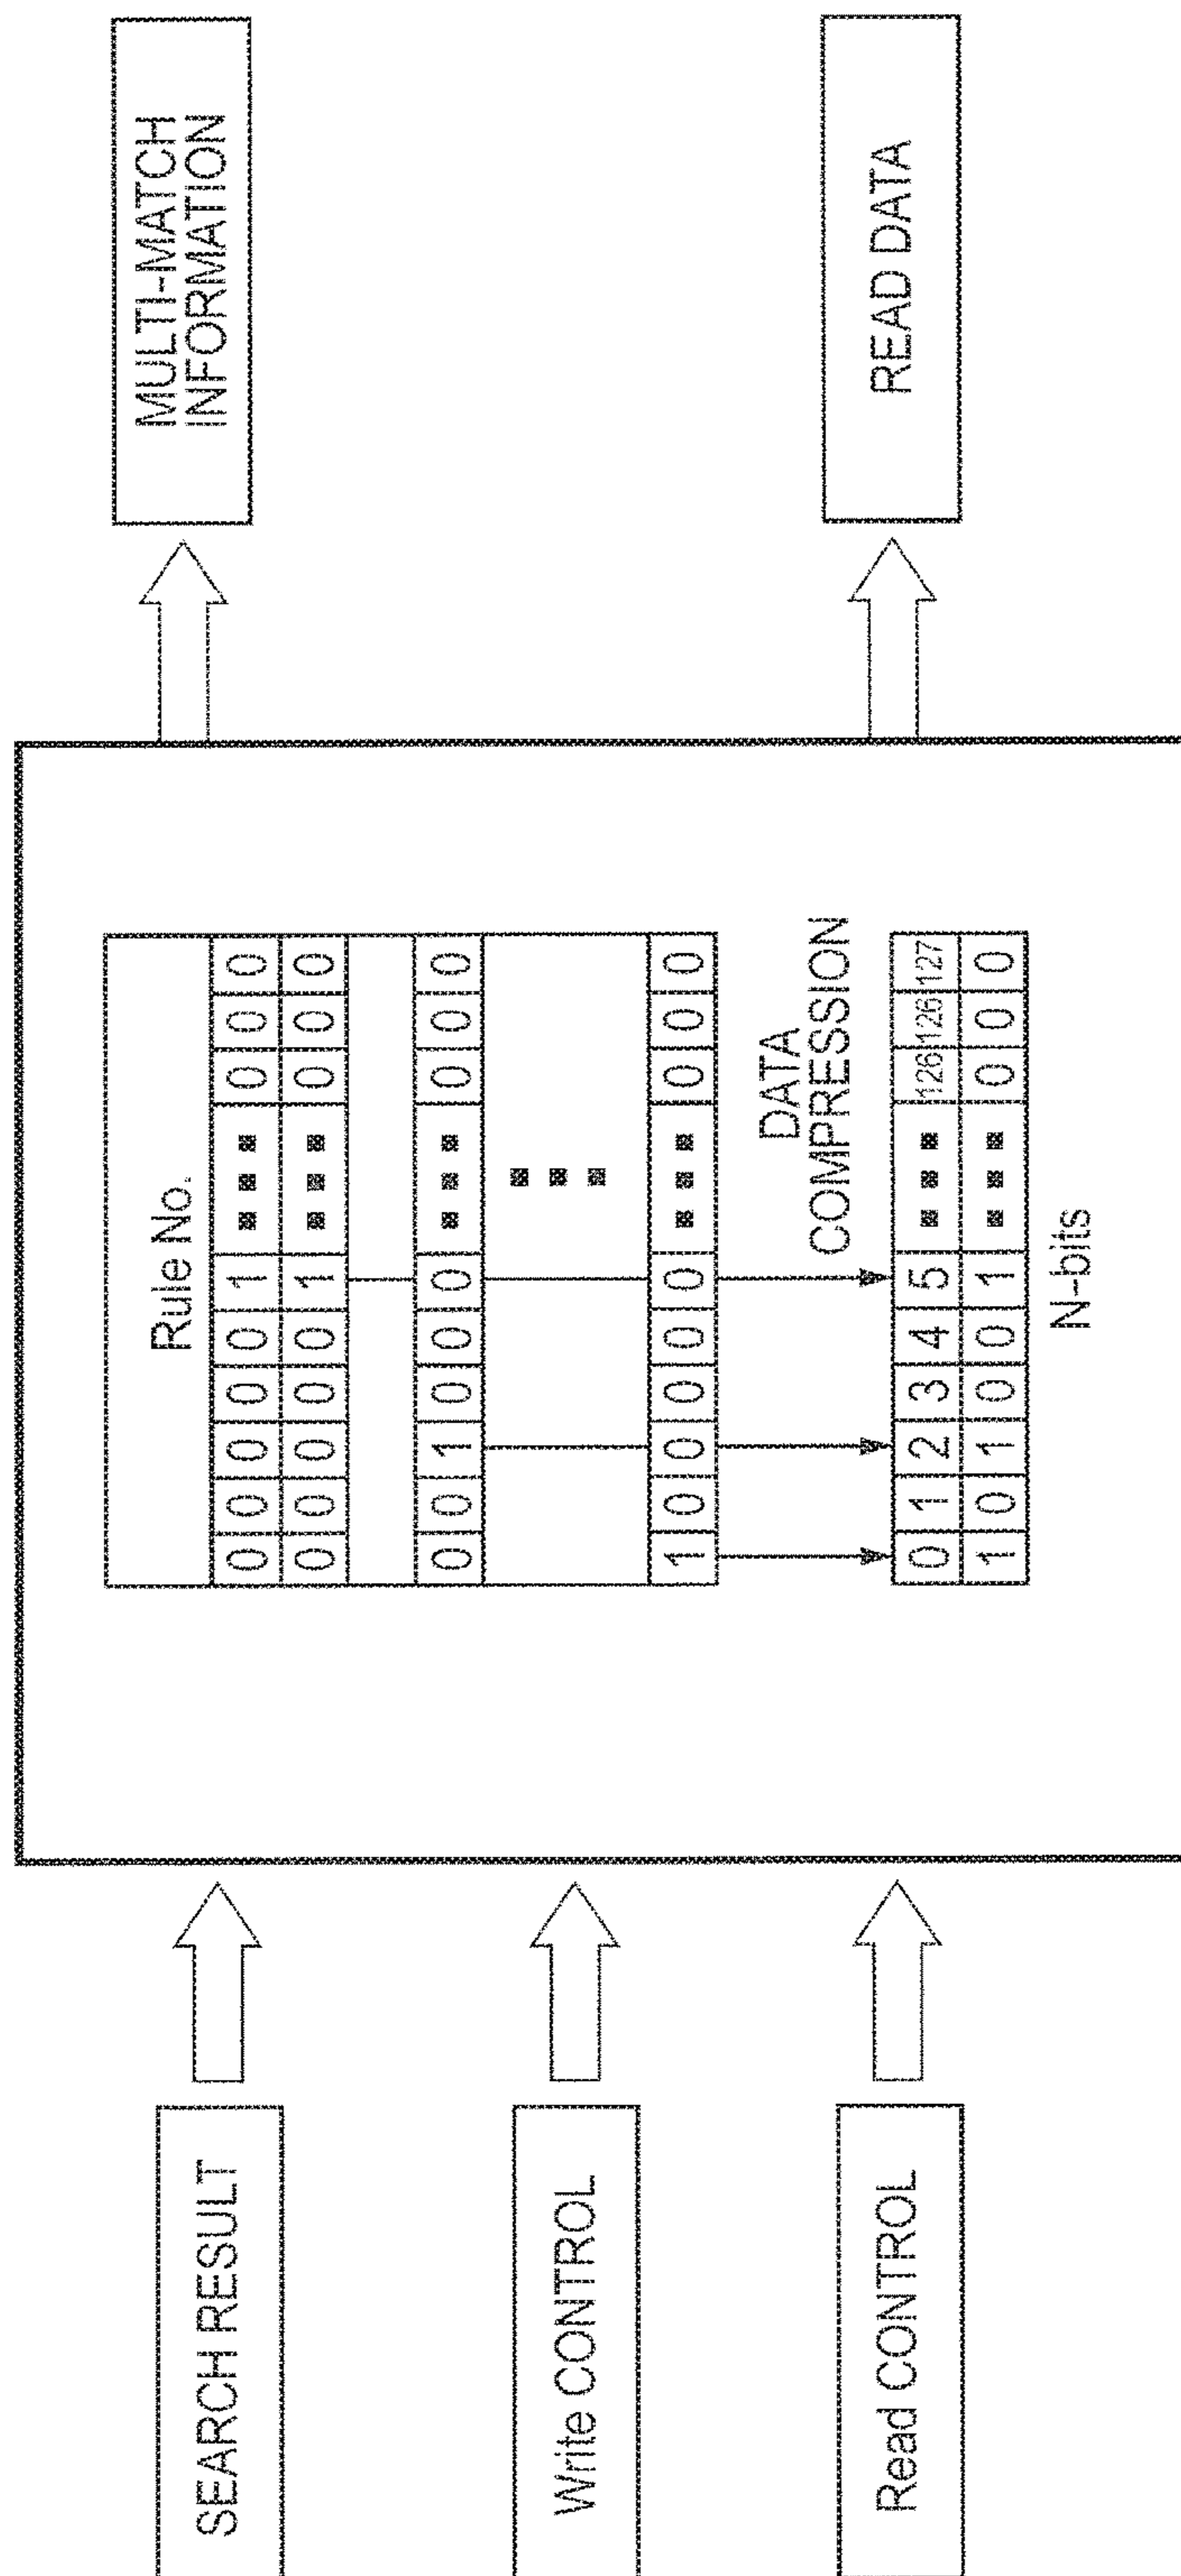 SEARCH RESULT
Write CONTROL
Read CONTROL
Rule No.
0 0 0 0 0 1 ▪ ▪ ▪ 0 0 0
0 0 0 0 0 1 ▪ ▪ ▪ 0 0 0
0 0 1 0 0 0 ▪ ▪ ▪ 0 0 0
▪ ▪ ▪
1 0 0 0 0 0 ▪ ▪ ▪ 0 0 0
DATA
COMPRESSION
0 1 2 3 4 5 ▪ ▪ ▪ 126 126 127
1 0 1 0 0 1 ▪ ▪ ▪ 0 0 0
N-bits
MULTI-MATCH
INFORMATION
READ DATA